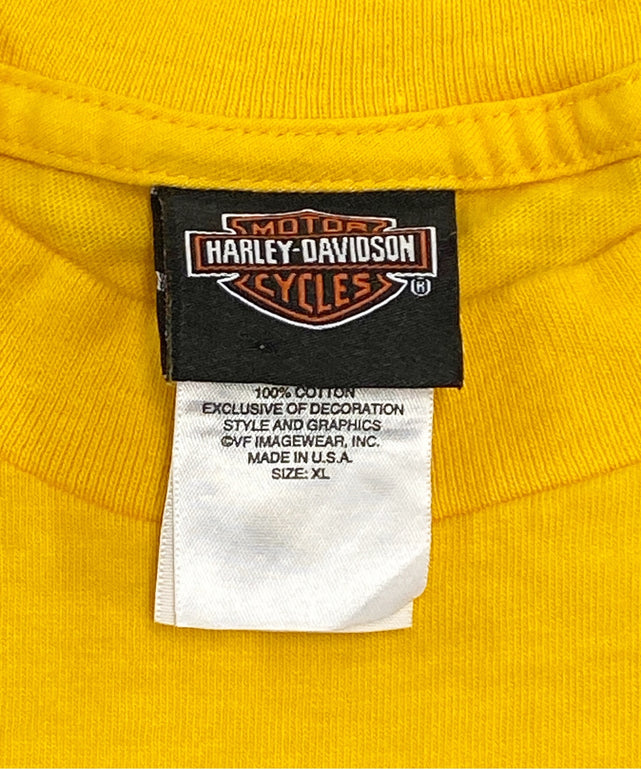 MOTOR
HARLEY-DAVIDSON
CYCLES
®
100% COTTON
EXCLUSIVE OF DECORATION
STYLE AND GRAPHICS
©VF IMAGEWEAR, INC.
MADE IN U.S.A.
SIZE: XL